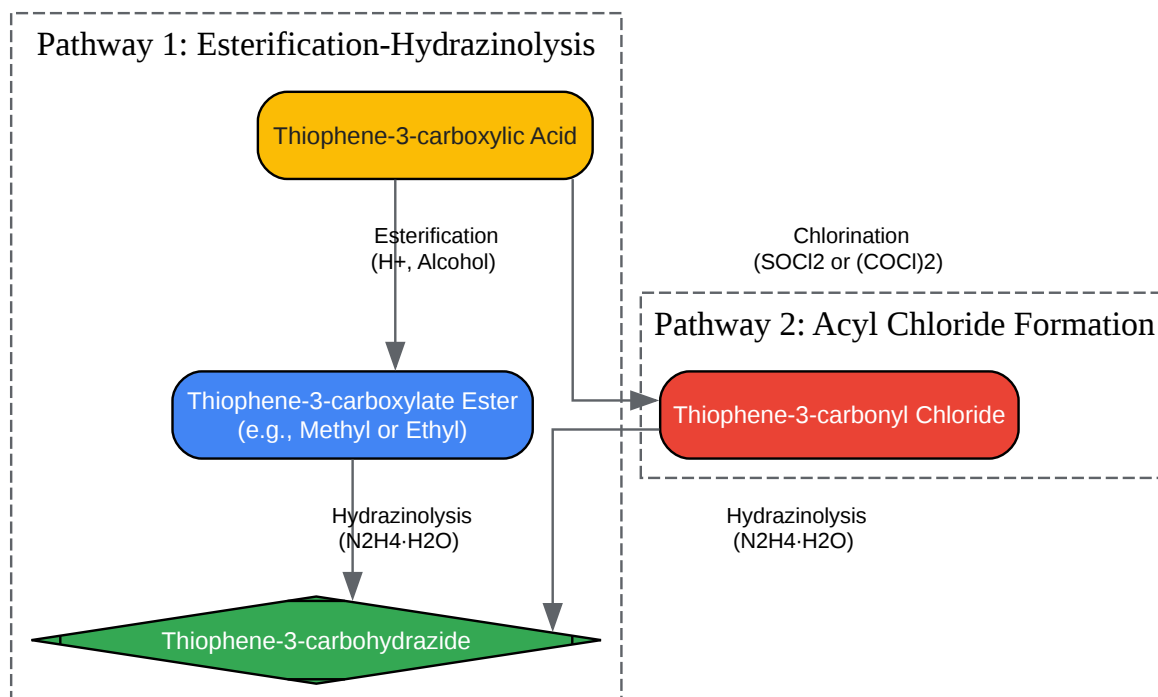 Pathway 1: Esterification-Hydrazinolysis
Thiophene-3-carboxylic Acid
Esterification
(H+, Alcohol)
Chlorination
(SOCl2 or (COCl)2)
Pathway 2: Acyl Chloride Formation
Thiophene-3-carboxylate Ester
(e.g., Methyl or Ethyl)
Thiophene-3-carbonyl Chloride
Hydrazinolysis
(N2H4·H2O)
Hydrazinolysis
(N2H4·H2O)
Thiophene-3-carbohydrazide